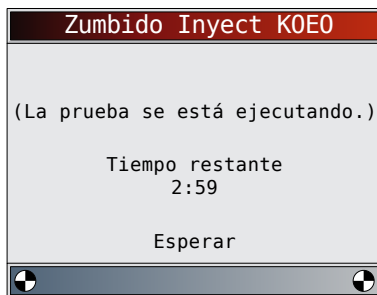 Zumbido Inyect KOEO
(La prueba se está ejecutando.)
Tiempo restante
2:59
Esperar